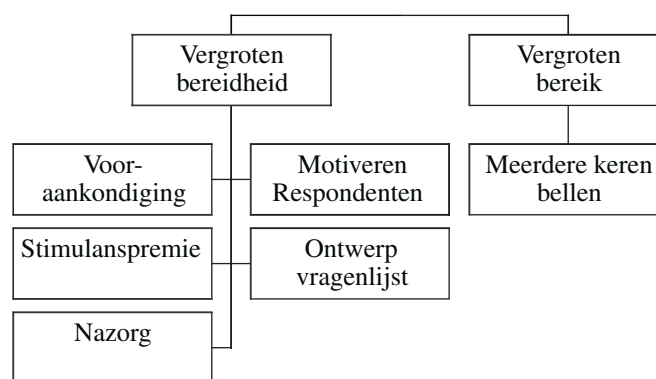 Vergroten
bereidheid
Vergroten
bereik
Voor-
aankondiging
Motiveren
Respondenten
Meerdere keren
bellen
Stimulanspremie
Ontwerp
vragenlijst
Nazorg